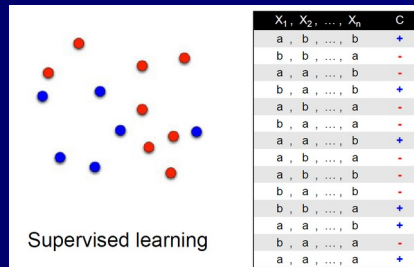 X₁ , X₂ , ... , Xₙ C
a , b , ... , b +
b , b , ... , a -
a , a , ... , b -
b , a , ... , b +
a , b , ... , a -
b , a , ... , a -
a , a , ... , b +
a , b , ... , a -
a , a , ... , a -
b , a , ... , b -
b , b , ... , a +
a , a , ... , b +
b , a , ... , a -
a , a , ... , a +
Supervised learning